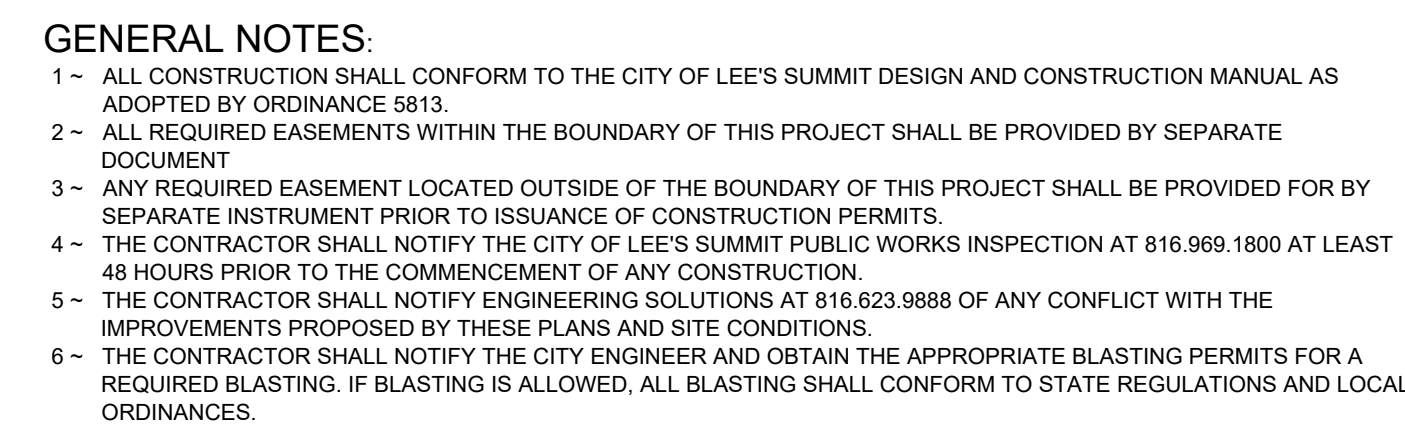 GENERAL NOTES:
1 ~ ALL CONSTRUCTION SHALL CONFORM TO THE CITY OF LEE'S SUMMIT DESIGN AND CONSTRUCTION MANUAL AS
ADOPTED BY ORDINANCE 5813.
2 ~ ALL REQUIRED EASEMENTS WITHIN THE BOUNDARY OF THIS PROJECT SHALL BE PROVIDED BY SEPARATE
DOCUMENT
3 ~ ANY REQUIRED EASEMENT LOCATED OUTSIDE OF THE BOUNDARY OF THIS PROJECT SHALL BE PROVIDED FOR BY
SEPARATE INSTRUMENT PRIOR TO ISSUANCE OF CONSTRUCTION PERMITS.
4 ~ THE CONTRACTOR SHALL NOTIFY THE CITY OF LEE'S SUMMIT PUBLIC WORKS INSPECTION AT 816.969.1800 AT LEAST
48 HOURS PRIOR TO THE COMMENCEMENT OF ANY CONSTRUCTION.
5 ~ THE CONTRACTOR SHALL NOTIFY ENGINEERING SOLUTIONS AT 816.623.9888 OF ANY CONFLICT WITH THE
IMPROVEMENTS PROPOSED BY THESE PLANS AND SITE CONDITIONS.
6 ~ THE CONTRACTOR SHALL NOTIFY THE CITY ENGINEER AND OBTAIN THE APPROPRIATE BLASTING PERMITS FOR A
REQUIRED BLASTING. IF BLASTING IS ALLOWED, ALL BLASTING SHALL CONFORM TO STATE REGULATIONS AND LOCAL
ORDINANCES.